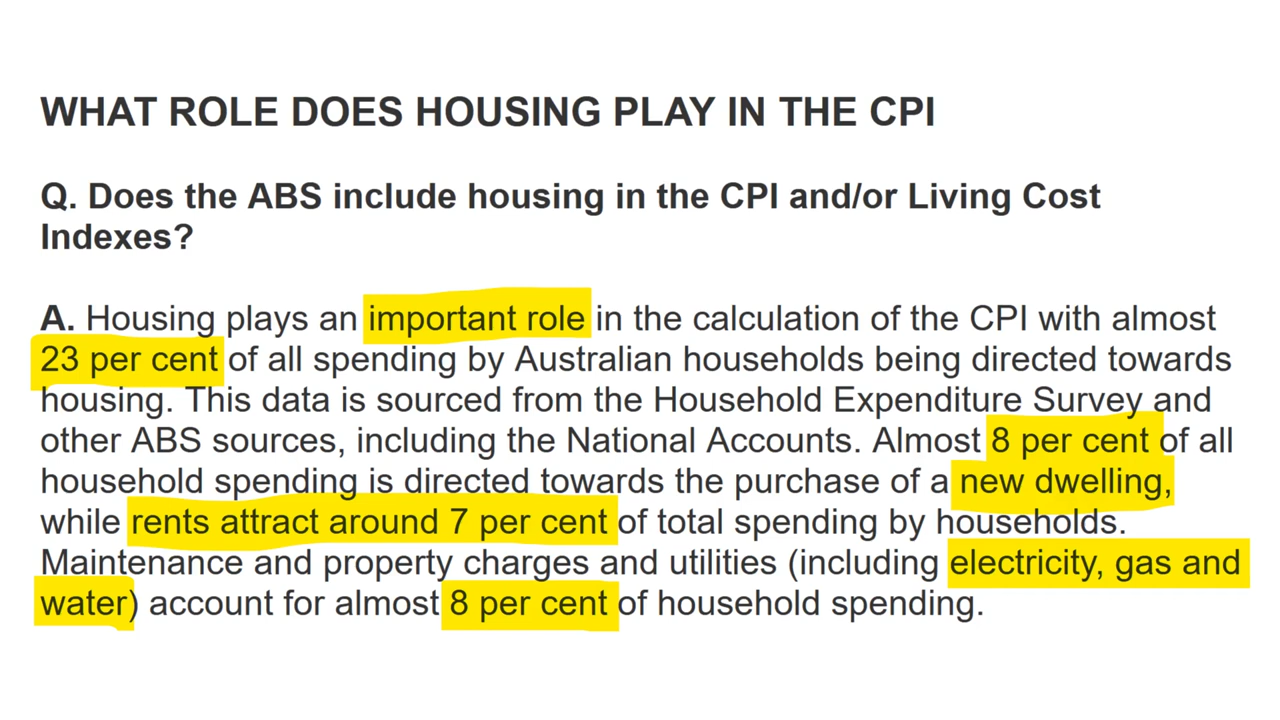 WHAT ROLE DOES HOUSING PLAY IN THE CPI
Q. Does the ABS include housing in the CPI and/or Living Cost
Indexes?
A. Housing plays an important role in the calculation of the CPI with almost
23 per cent of all spending by Australian households being directed towards
housing. This data is sourced from the Household Expenditure Survey and
other ABS sources, including the National Accounts. Almost 8 per cent of all
household spending is directed towards the purchase of a new dwelling,
while rents attract around 7 per cent of total spending by households.
Maintenance and property charges and utilities (including electricity, gas and
water) account for almost 8 per cent of household spending.